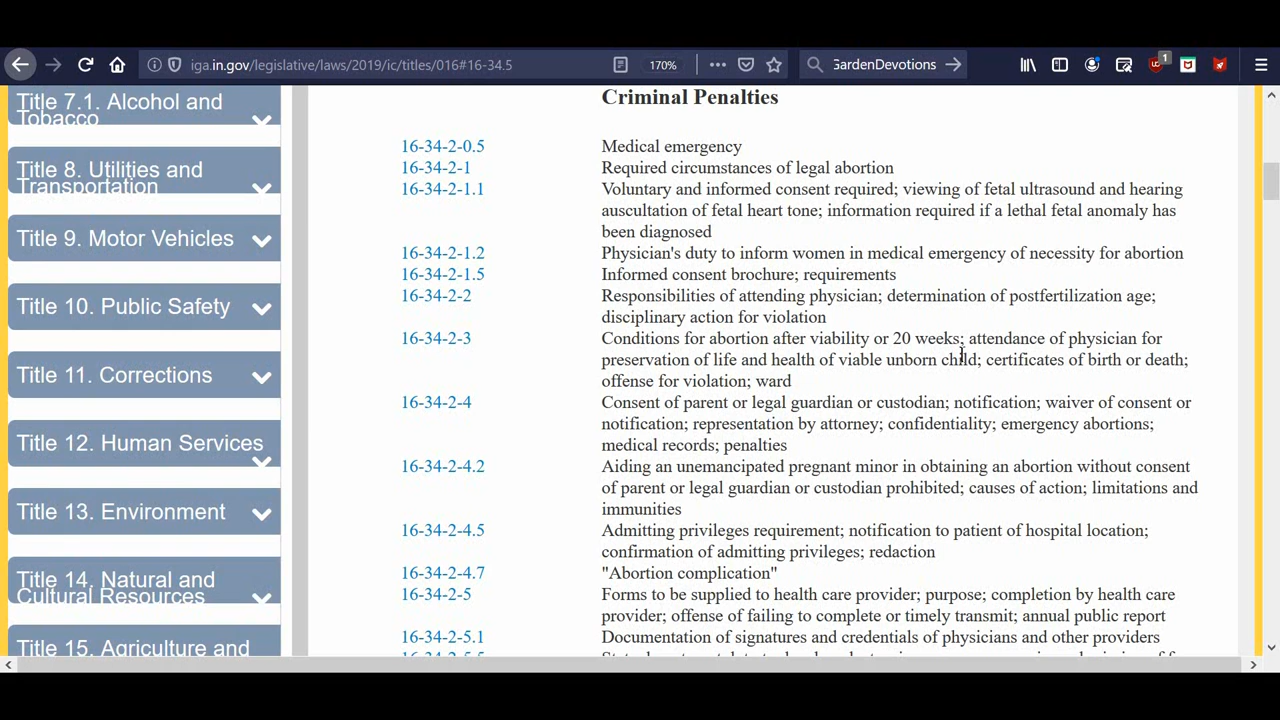 iga.in.gov/legislative/laws/2019/ic/titles/016#16-34.5
170%
GardenDevotions
1
Title 7.1. Alcohol and
Tobacco
Title 8. Utilities and
Transportation
Title 9. Motor Vehicles
Title 10. Public Safety
Title 11. Corrections
Title 12. Human Services
Title 13. Environment
Title 14. Natural and
Cultural Resources
Title 15. Agriculture and
Criminal Penalties
16-34-2-0.5 Medical emergency
16-34-2-1 Required circumstances of legal abortion
16-34-2-1.1 Voluntary and informed consent required; viewing of fetal ultrasound and hearing
auscultation of fetal heart tone; information required if a lethal fetal anomaly has
been diagnosed
16-34-2-1.2 Physician's duty to inform women in medical emergency of necessity for abortion
16-34-2-1.5 Informed consent brochure; requirements
16-34-2-2 Responsibilities of attending physician; determination of postfertilization age;
disciplinary action for violation
16-34-2-3 Conditions for abortion after viability or 20 weeks; attendance of physician for
preservation of life and health of viable unborn child; certificates of birth or death;
offense for violation; ward
16-34-2-4 Consent of parent or legal guardian or custodian; notification; waiver of consent or
notification; representation by attorney; confidentiality; emergency abortions;
medical records; penalties
16-34-2-4.2 Aiding an unemancipated pregnant minor in obtaining an abortion without consent
of parent or legal guardian or custodian prohibited; causes of action; limitations and
immunities
16-34-2-4.5 Admitting privileges requirement; notification to patient of hospital location;
confirmation of admitting privileges; redaction
16-34-2-4.7 "Abortion complication"
16-34-2-5 Forms to be supplied to health care provider; purpose; completion by health care
provider; offense of failing to complete or timely transmit; annual public report
16-34-2-5.1 Documentation of signatures and credentials of physicians and other providers